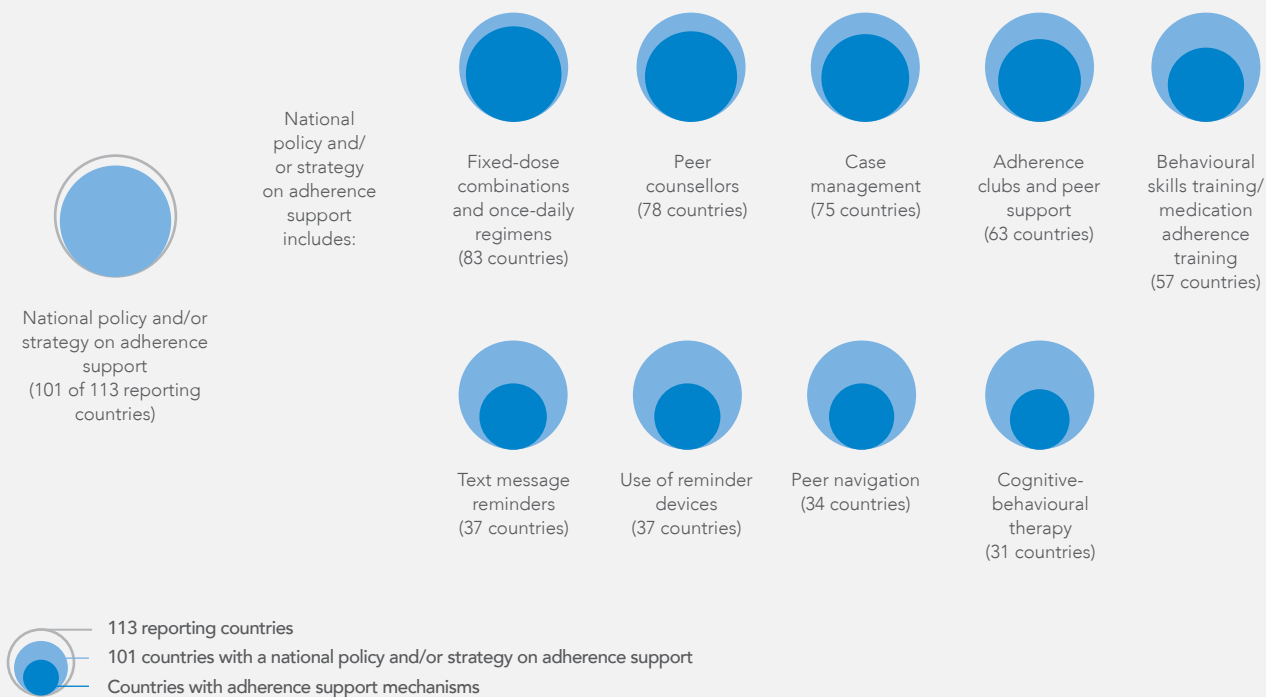 National
policy and/
or strategy
on adherence
support
includes:
Fixed-dose
combinations
and once-daily
regimens
(83 countries)
Peer
counsellors
(78 countries)
Case
management
(75 countries)
Adherence
clubs and peer
support
(63 countries)
Behavioural
skills training/
medication
adherence
training
(57 countries)
National policy and/or
strategy on adherence
support
(101 of 113 reporting
countries)
Text message
reminders
(37 countries)
Use of reminder
devices
(37 countries)
Peer navigation
(34 countries)
Cognitive-
behavioural
therapy
(31 countries)
113 reporting countries
101 countries with a national policy and/or strategy on adherence support
Countries with adherence support mechanisms